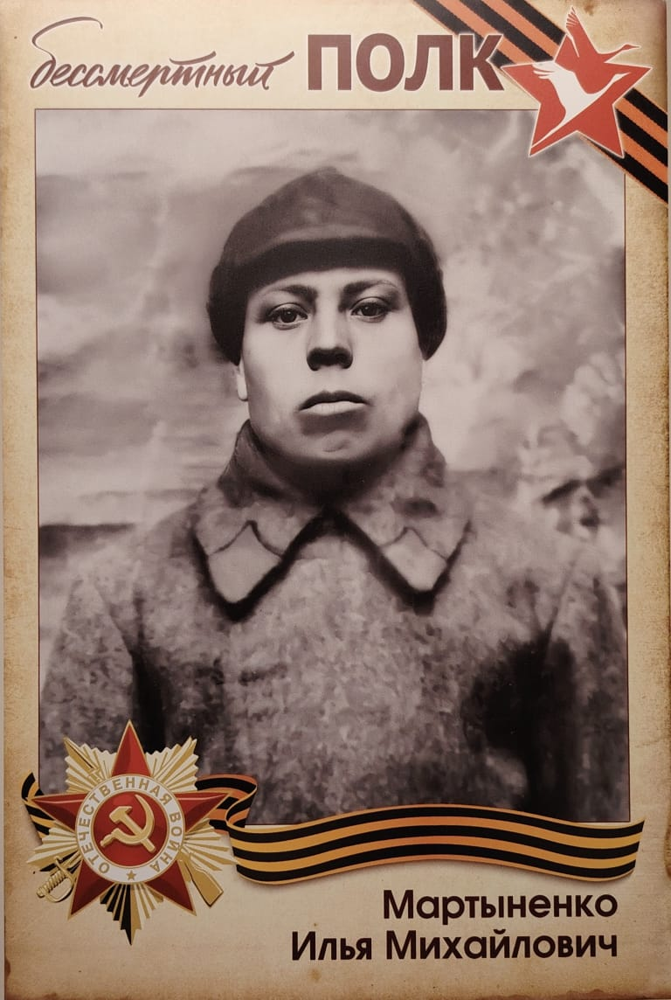 бессмертный ПОЛК
ОТЕЧЕСТВЕННАЯ ВОЙНА
Мартыненко
Илья Михайлович